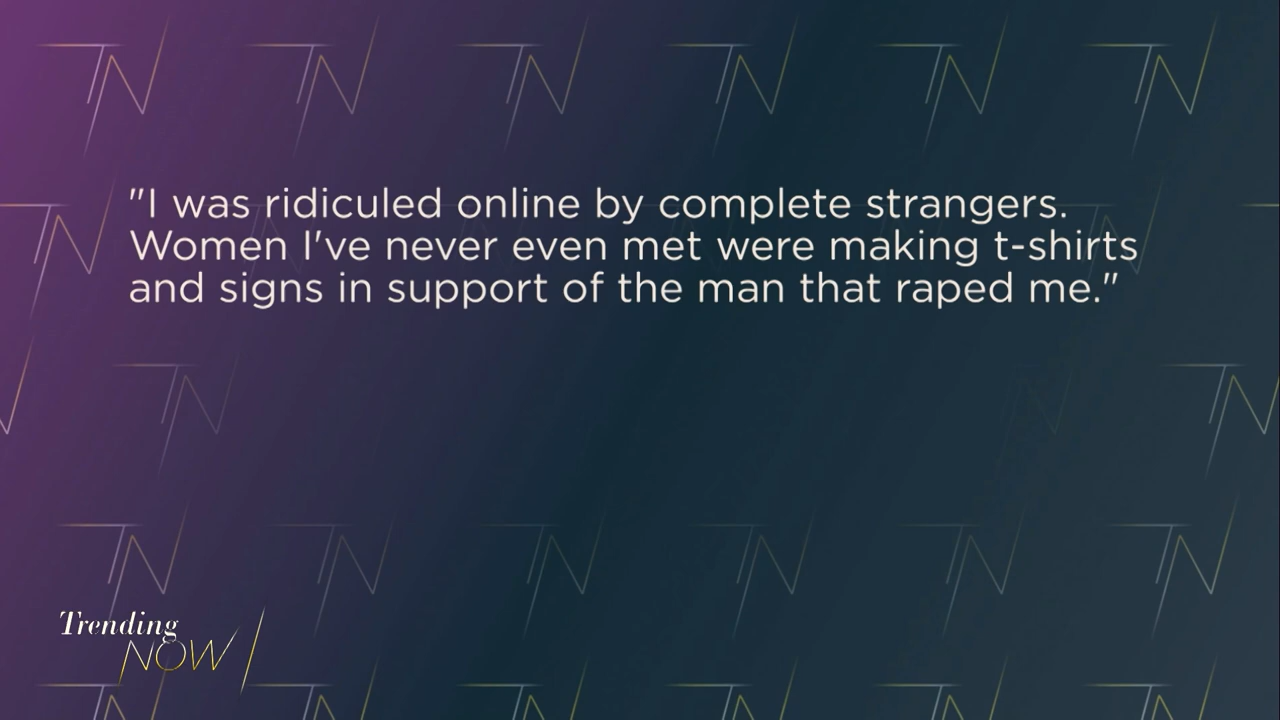 "I was ridiculed online by complete strangers.
Women I've never even met were making t-shirts
and signs in support of the man that raped me."
Trending
NOW